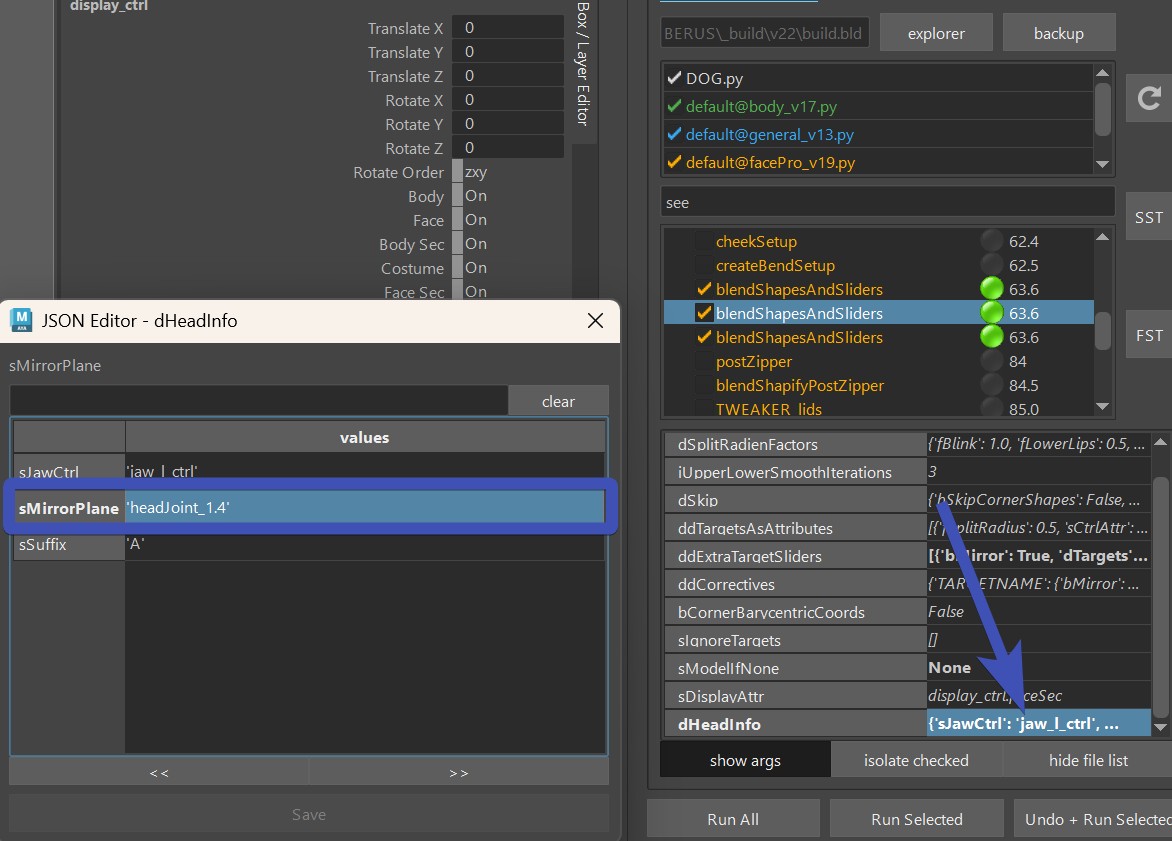 display_ctrl
Translate X 0
Translate Y 0
Translate Z 0
Rotate X 0
Rotate Y 0
Rotate Z 0
Rotate Order zxy
Body On
Face On
Body Sec On
Costume On
Face Sec On
Box / Layer Editor
JSON Editor - dHeadInfo
sMirrorPlane
clear
values
sJawCtrl 'jaw_l_ctrl'
sMirrorPlane 'headJoint_1.4'
sSuffix 'A'
<< >>
Save
BERUS\_build\v22\build.bld explorer backup
DOG.py
default@body_v17.py
default@general_v13.py
default@facePro_v19.py
see
SST
FST
cheekSetup 62.4
createBendSetup 62.5
blendShapesAndSliders 63.6
blendShapesAndSliders 63.6
blendShapesAndSliders 63.6
postZipper 84
blendShapifyPostZipper 84.5
TWEAKER_lids 85.0
dSplitRadienFactors {'fBlink': 1.0, 'fLowerLips': 0.5, ...
iUpperLowerSmoothIterations 3
dSkip {'bSkipCornerShapes': False, ...
ddTargetsAsAttributes 0.5, 'sCtrlAttr': ...
ddExtraTargetSliders [{'bMirror': True, 'dTargets'...
ddCorrectives {'TARGETNAME': {'bMirror': ...
bCornerBarycentricCoords False
sIgnoreTargets []
sModelIfNone None
sDisplayAttr display_ctrl.faceSec
dHeadInfo {'sJawCtrl': 'jaw_l_ctrl', ...
show args isolate checked hide file list
Run All Run Selected Undo + Run Selected